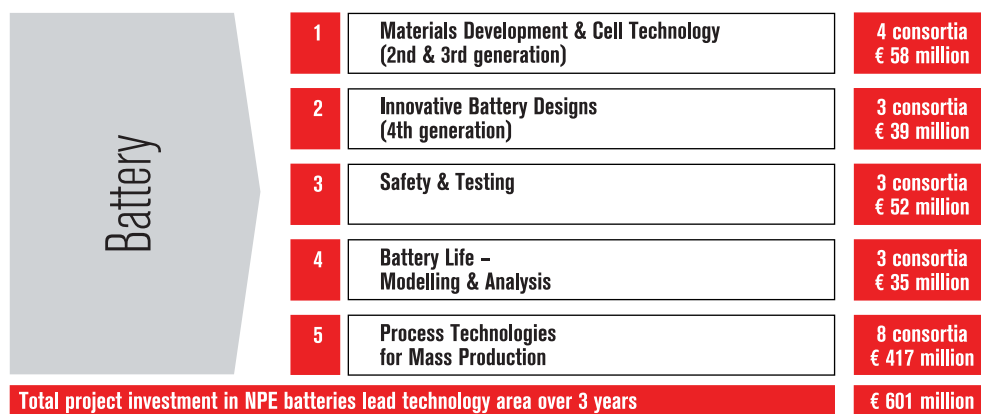 Battery
1
Materials Development & Cell Technology
(2nd & 3rd generation)
4 consortia
€ 58 million
2
Innovative Battery Designs
(4th generation)
3 consortia
€ 39 million
3
Safety & Testing
3 consortia
€ 52 million
4
Battery Life –
Modelling & Analysis
3 consortia
€ 35 million
5
Process Technologies
for Mass Production
8 consortia
€ 417 million
Total project investment in NPE batteries lead technology area over 3 years
€ 601 million